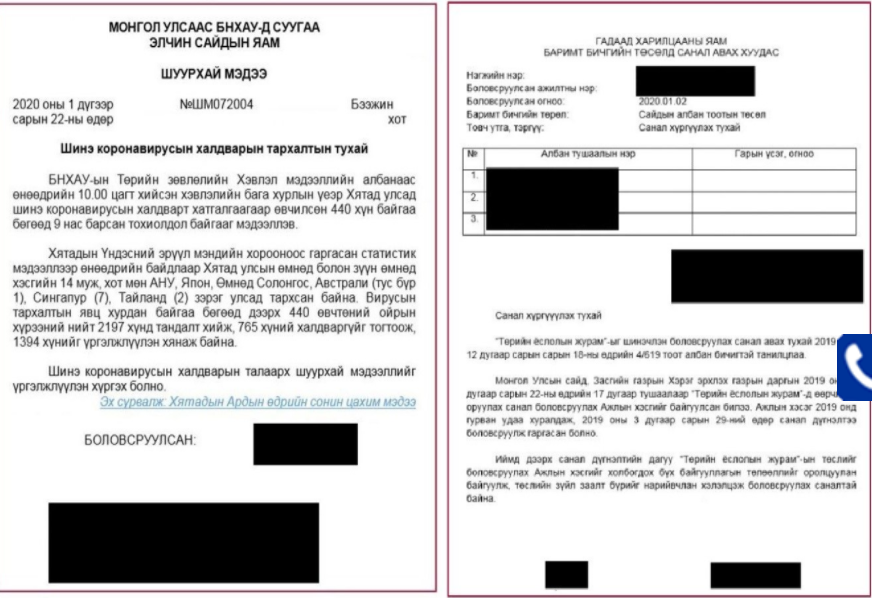 МОНГОЛ УЛСААС БНХАУ-Д СУУГАА
ЭЛЧИН САЙДЫН ЯАМ
ШУУРХАЙ МЭДЭЭ
2020 оны 1 дүгээр №ШМ072004 Бээжин
сарын 22-ны өдөр хот
Шинэ коронавирусын халдварын тархалтын тухай
БНХАУ-ын Төрийн зөвлөлийн Хэвлэл мэдээллийн албанаас
өнөөдрийн 10.00 цагт хийсэн хэвлэлийн бага хурлын үеэр Хятад улсад
шинэ коронавирусын халдварт хатгалгаагаар өвчилсөн 440 хүн байгаа
бөгөөд 9 нас барсан тохиолдол байгааг мэдээллэв.
Хятадын Үндэсний эрүүл мэндийн хорооноос гаргасан статистик
мэдээллээр өнөөдрийн байдлаар Хятад улсын өмнөд болон зүүн өмнөд
хэсгийн 14 муж, хот мөн АНУ, Япон, Өмнөд Солонгос, Австрали (тус бүр
1), Сингапур (7), Тайланд (2) зэрэг улсад тархсан байна. Вирусын
тархалтын явц хурдан байгаа бөгөөд дээрх 440 өвчтөний ойрын
хүрээний нийт 2197 хүнд тандалт хийж, 765 хүний халдваргүйг тогтоож,
1394 хүнийг үргэлжлүүлэн хянаж байна.
Шинэ коронавирусын халдварын талаарх шуурхай мэдээллийг
үргэлжлүүлэн хүргэх болно.
Эх сурвалж: Хятадын Ардын өдрийн сонин цахим мэдээ
БОЛОВСРУУЛСАН:
ГАДААД ХАРИЛЦААНЫ ЯАМ
БАРИМТ БИЧГИЙН ТӨСӨЛД САНАЛ АВАХ ХУУДАС
Нэгжийн нэр:
Боловсруулсан ажилтны нэр:
Боловсруулсан огноо: 2020.01.02
Баримт бичгийн төрөл: Сайдын албан тоотын төсөл
Товч утга, тэргүү: Санал хүргүүлэх тухай
№ Албан тушаалын нэр Гарын үсэг, огноо
1.
2.
3.
Санал хүргүүүлэх тухай
"Төрийн ёслолын журам"-ыг шинэчлэн боловсруулах санал авах тухай 2019
12 дугаар сарын сарын 18-ны өдрийн 4/619 тоот албан бичигтэй танилцлаа.
Монгол Улсын сайд, Засгийн газрын Хэрэг эрхлэх газрын даргын 2019
дугаар сарын 22-ны өдрийн 17 дугаар тушаалаар "Төрийн ёслолын журам"-д
оруулах санал боловсруулах Ажлын хэсгийг байгуулсан билээ. Ажлын хэсэг 2019 онд
гурван удаа хуралдаж, 2019 оны 3 дугаар сарын 29-ний өдөр санал дүгнэлтээ
боловсруулж гаргасан болно.
Иймд дээрх санал дүгнэлтийн дагуу "Төрийн ёслолын журам"-ын төслийг
боловсруулах Ажлын хэсгийг холбогдох бүх байгууллагын төлөөллийг оролцуулан
байгуулж, төслийн зүйл заалт бүрийг нарийвчлан хэлэлцэж боловсруулах саналтай
байна.